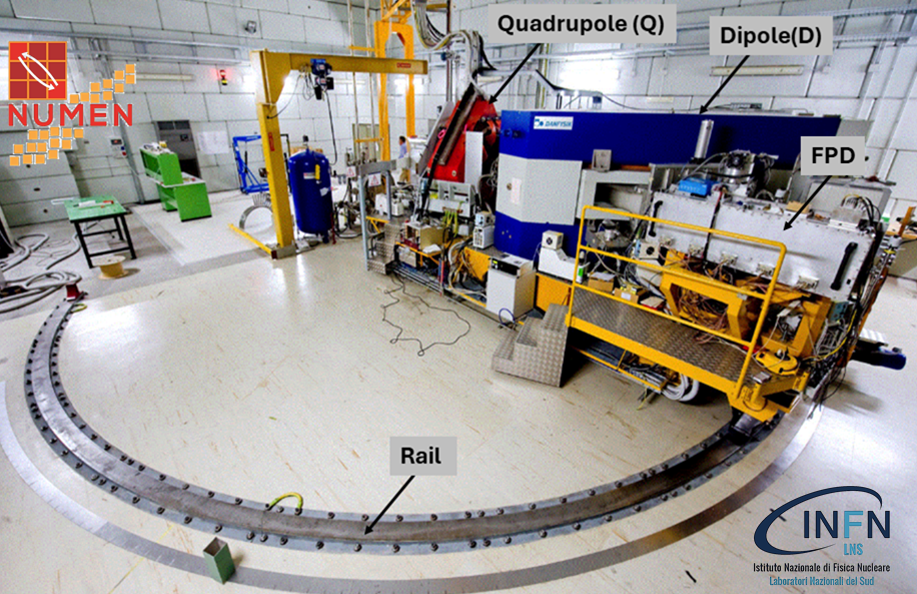 Quadrupole (Q)
Dipole(D)
NUMEN
DANFYSIK
FPD
Rail
INFN
LNS
Istituto Nazionale di Fisica Nucleare
Laboratori Nazionali del Sud